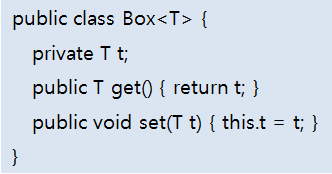 public class Box<T> {
private T t;
public T get() { return t; }
public void set(T t) { this.t = t; }
}